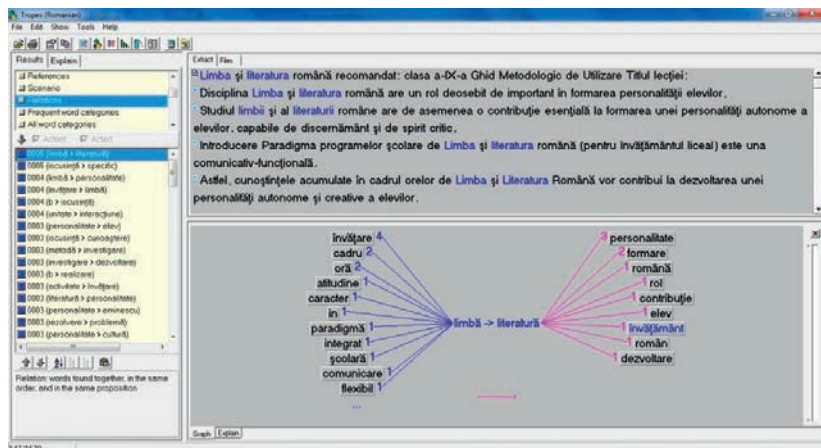 Tropes (Romanian)
File Edit Show Tools Help
Results Explain
References
Scenario
Relations
Frequent word categories
All word categories
Actant Actant
0005 (limbă > literatură)
0005 (iscusință > specific)
0004 (limbă > personalitate)
0004 (învățare > limbă)
0004 (b > iscusință)
0004 (unitate > interacțiune)
0003 (personalitate > elev)
0003 (iscusință > cunoaștere)
0003 (metodă > investigare)
0003 (investigare > dezvoltare)
0003 (b > realizare)
0003 (activitate > învățare)
0003 (literatură > personalitate)
0003 (personalitate > eminescu)
0003 (rezolvere > problemă)
0003 (personalitate > cultură)
Relation: words found together, in the same
order, and in the same proposition
Extract Files
Limba și literatura română recomandat: clasa a-IX-a Ghid Metodologic de Utilizare Titlul lecției:
Disciplina Limba și literatura română are un rol deosebit de important în formarea personalității elevilor.
Studiul limbii și al literaturii române are de asemenea o contribuție esențială la formarea unei personalități autonome a
elevilor, capabile de discernământ și de spirit critic.
Introducere Paradigma programelor școlare de Limba și literatura română (pentru învățământul liceal) este una
comunicativ-funcțională.
Astfel, cunoștințele acumulate în cadrul orelor de Limba și Literatura Română vor contribui la dezvoltarea unei
personalități autonome și creative a elevilor.
învățare 4
cadru 2
oră 2
atitudine 1
caracter 1
in 1
paradigmă 1
integrat 1
școlară 1
comunicare 1
flexibil 1
...
limbă -> literatură
3 personalitate
2 formare
1 română
1 rol
1 contribuție
1 elev
1 învățământ
1 român
1 dezvoltare
Graph Explain